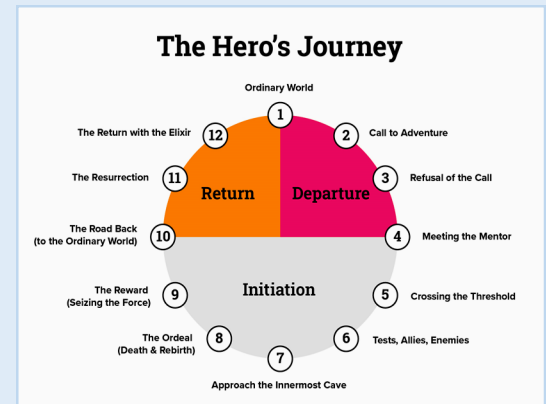 The Hero's Journey
Ordinary World
1
2
Call to Adventure
3
Refusal of the Call
4
Meeting the Mentor
5
Crossing the Threshold
6
Tests, Allies, Enemies
7
Approach the Innermost Cave
8
The Ordeal
(Death & Rebirth)
9
The Reward
(Seizing the Force)
10
The Road Back
(to the Ordinary World)
11
The Resurrection
12
The Return with the Elixir
Return
Departure
Initiation